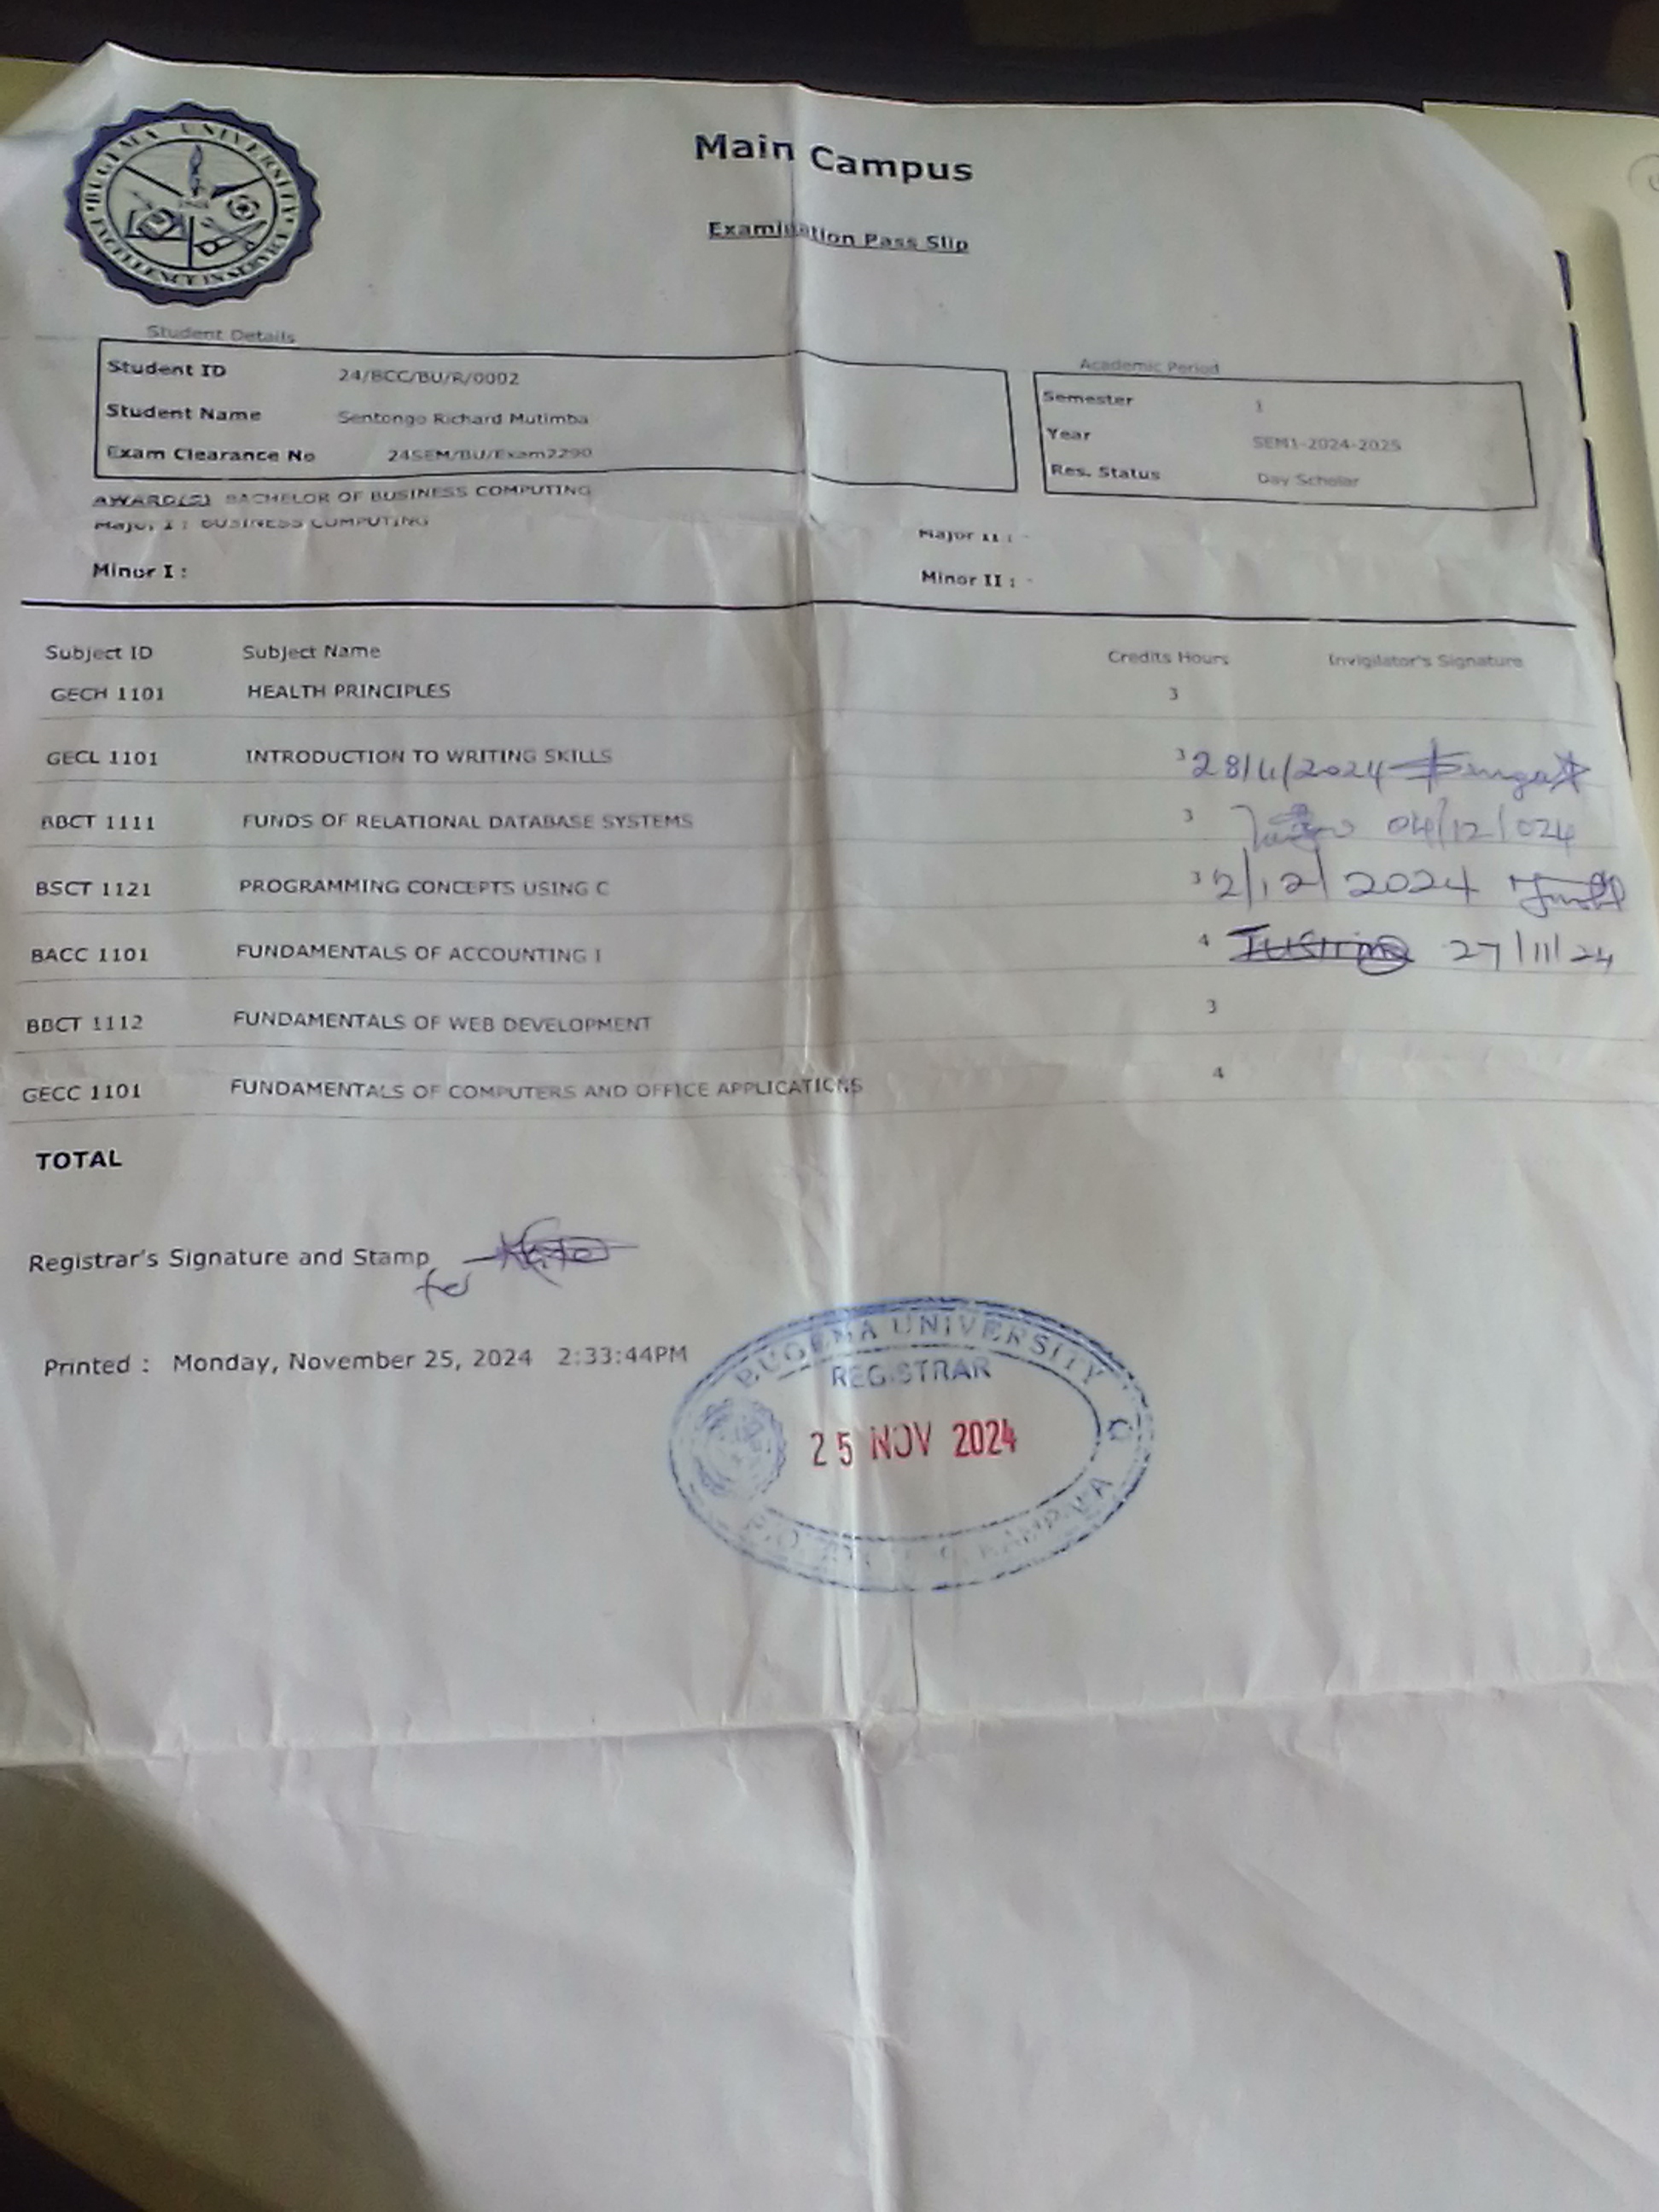 BUGEMA UNIVERSITY
EXCELLENCE IN SERVICE
Main Campus
Examination Pass Slip
Student Details
Student ID 24/BCC/BU/R/0002
Student Name Sentongo Richard Mutimba
Exam Clearance No 24SEM/BU/Exam2290
Academic Period
Semester 1
Year SEM1-2024-2025
Res. Status Day Scholar
AWARD(S) BACHELOR OF BUSINESS COMPUTING
Major I : BUSINESS COMPUTING Major II : -
Minor I : Minor II : -
Subject ID Subject Name Credits Hours Invigilator's Signature
GECH 1101 HEALTH PRINCIPLES 3
GECL 1101 INTRODUCTION TO WRITING SKILLS 3 28/11/2024
BBCT 1111 FUNDS OF RELATIONAL DATABASE SYSTEMS 3 04/12/024
BSCT 1121 PROGRAMMING CONCEPTS USING C 3 2/12/2024
BACC 1101 FUNDAMENTALS OF ACCOUNTING I 4 27/11/24
BBCT 1112 FUNDAMENTALS OF WEB DEVELOPMENT 3
GECC 1101 FUNDAMENTALS OF COMPUTERS AND OFFICE APPLICATIONS 4
TOTAL
Registrar's Signature and Stamp
for
Printed : Monday, November 25, 2024 2:33:44PM
BUGEMA UNIVERSITY
REGISTRAR
25 NOV 2024
KAMPALA